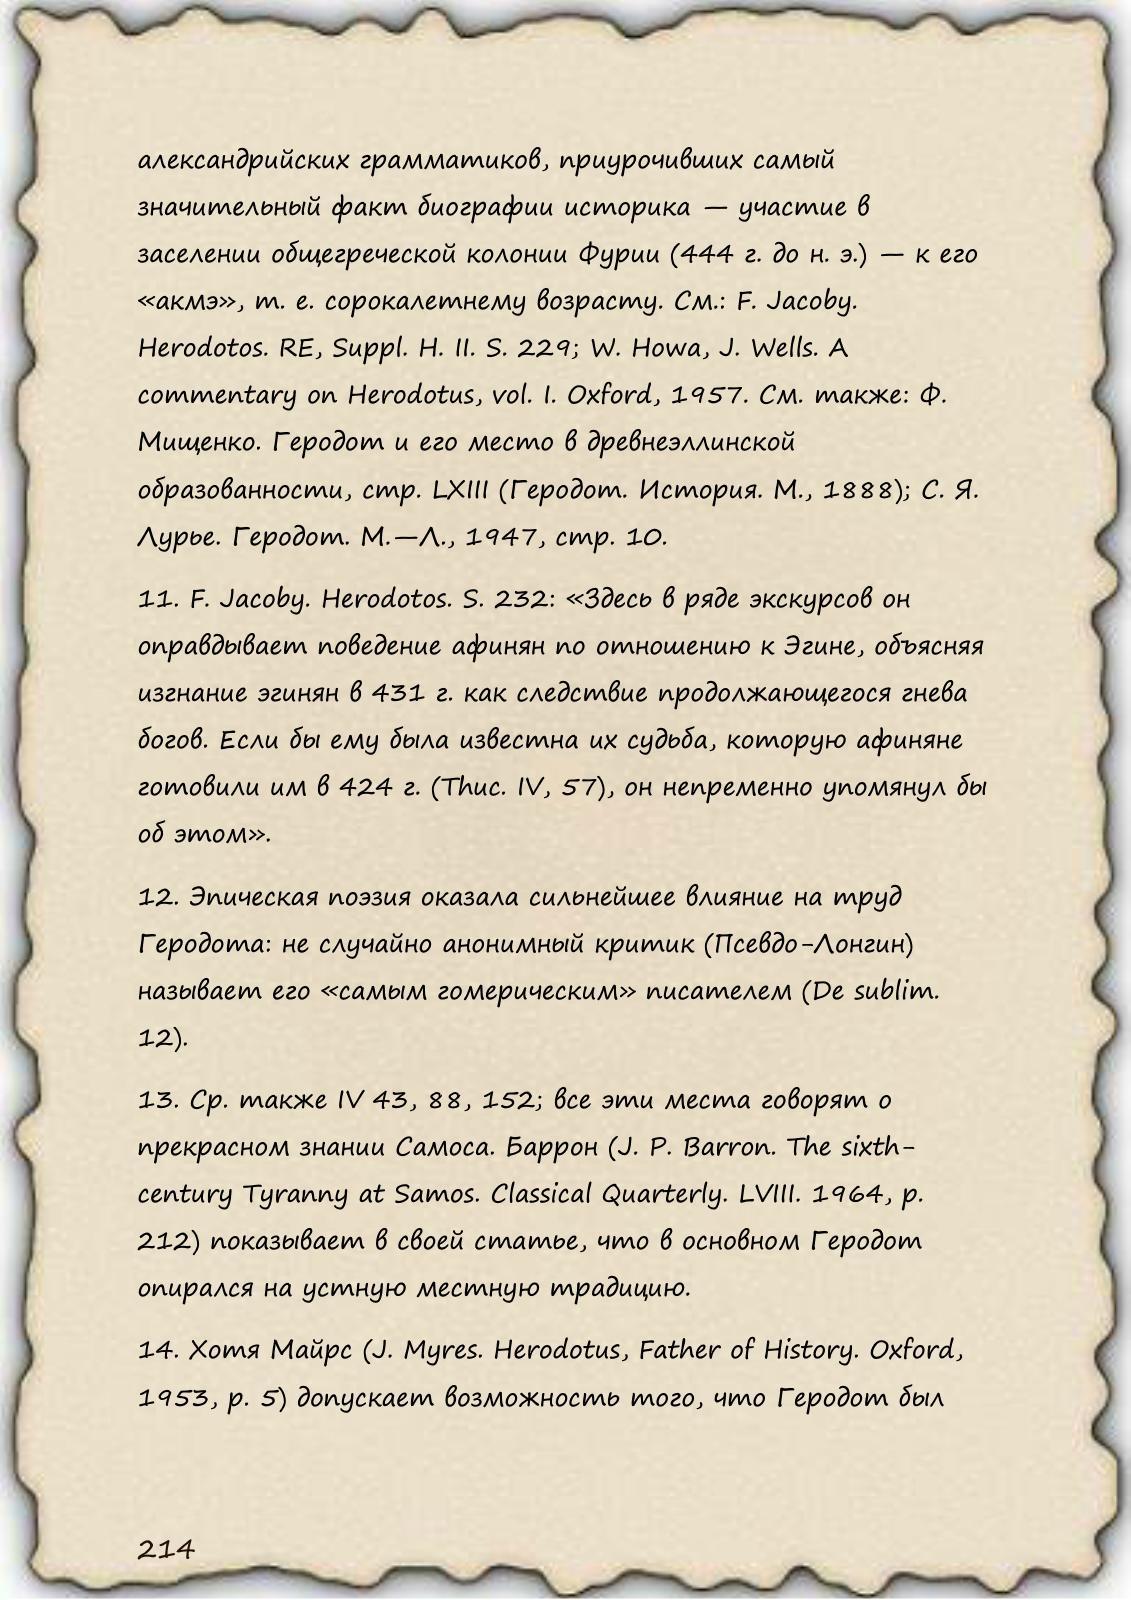 александрийских грамматиков, приурочивших самый
значительный факт биографии историка — участие в
заселении общегреческой колонии Фурии (444 г. до н. э.) — к его
«акмэ», т. е. сорокалетнему возрасту. См.: F. Jacoby.
Herodotos. RE, Suppl. H. II. S. 229; W. Howa, J. Wells. A
commentary on Herodotus, vol. I. Oxford, 1957. См. также: Ф.
Мищенко. Геродот и его место в древнеэллинской
образованности, стр. LXIII (Геродот. История. М., 1888); С. Я.
Лурье. Геродот. М.—Л., 1947, стр. 10.
11. F. Jacoby. Herodotos. S. 232: «Здесь в ряде экскурсов он
оправдывает поведение афинян по отношению к Эгине, объясняя
изгнание эгинян в 431 г. как следствие продолжающегося гнева
богов. Если бы ему была известна их судьба, которую афиняне
готовили им в 424 г. (Thuc. IV, 57), он непременно упомянул бы
об этом».
12. Эпическая поэзия оказала сильнейшее влияние на труд
Геродота: не случайно анонимный критик (Псевдо-Лонгин)
называет его «самым гомерическим» писателем (De sublim.
12).
13. Ср. также IV 43, 88, 152; все эти места говорят о
прекрасном знании Самоса. Баррон (J. P. Barron. The sixth-
century Tyranny at Samos. Classical Quarterly. LVIII. 1964, p.
212) показывает в своей статье, что в основном Геродот
опирался на устную местную традицию.
14. Хотя Майрс (J. Myres. Herodotus, Father of History. Oxford,
1953, p. 5) допускает возможность того, что Геродот был
214